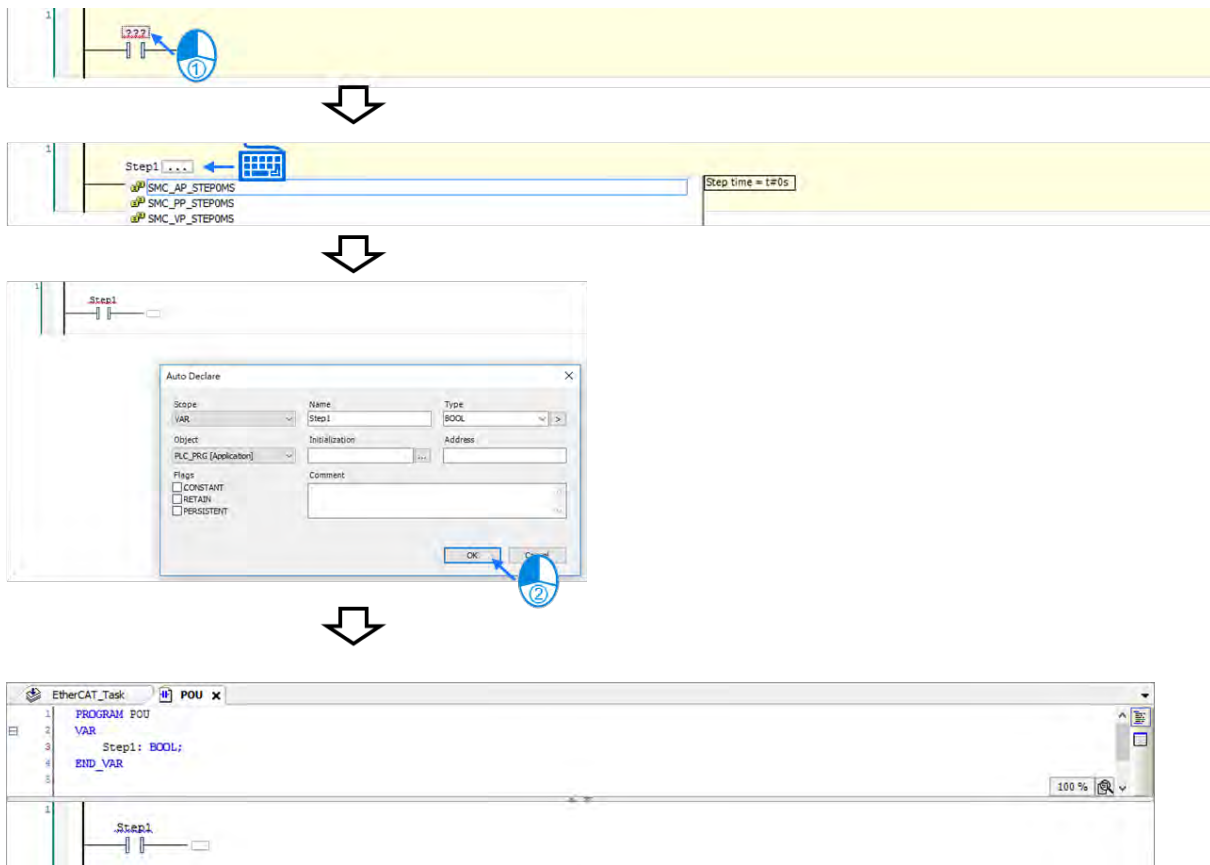 1
???
①
1
Step1 ...
SMC_AP_STEP0MS
Step time = t#0s
SMC_PP_STEP0MS
SMC_VP_STEP0MS
1
Step1
Auto Declare
Scope Name Type
VAR Step1 BOOL >
Object Initialization Address
PLC_PRG [Application] ...
Flags Comment
CONSTANT
RETAIN
PERSISTENT
OK Cancel
②
EtherCAT_Task POU x
1 PROGRAM POU
2 VAR
3 Step1: BOOL;
4 END_VAR
5
100 %
1
Step1